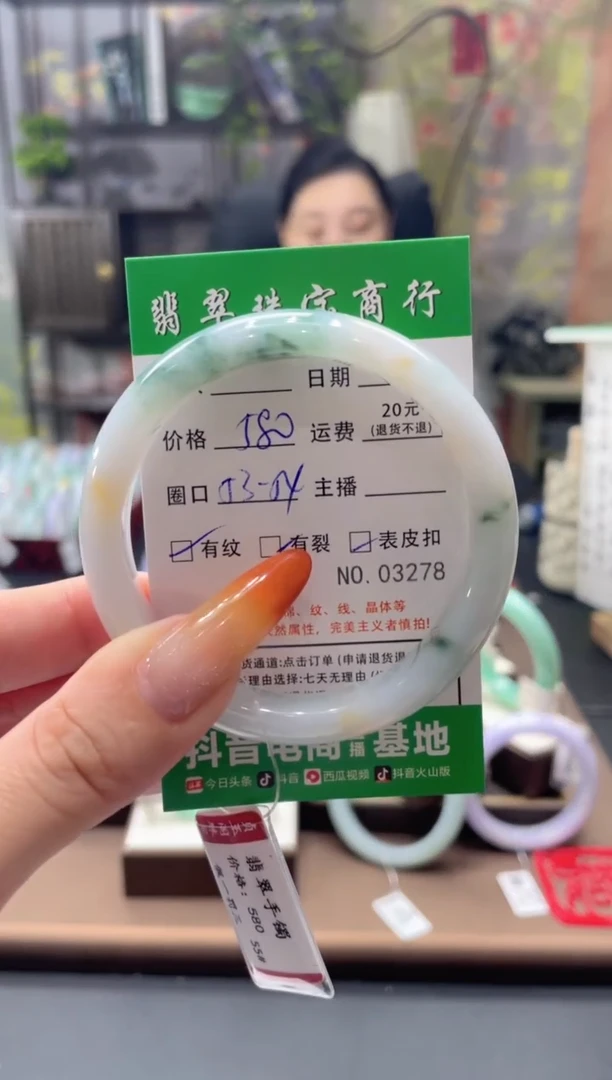 翡翠珠宝商行
日期
价格 580 运费 20元 (退货不退)
圈口 53-54 主播
有纹 有裂 表皮扣
NO.03278
棉、纹、线、晶体等
然属性，完美主义者慎拍!
货通道:点击订单(申请退货退
理由选择:七天无理由
抖音电商直播基地
今日头条 抖音 西瓜视频 抖音火山版
翡翠手镯
价格: 580 55#